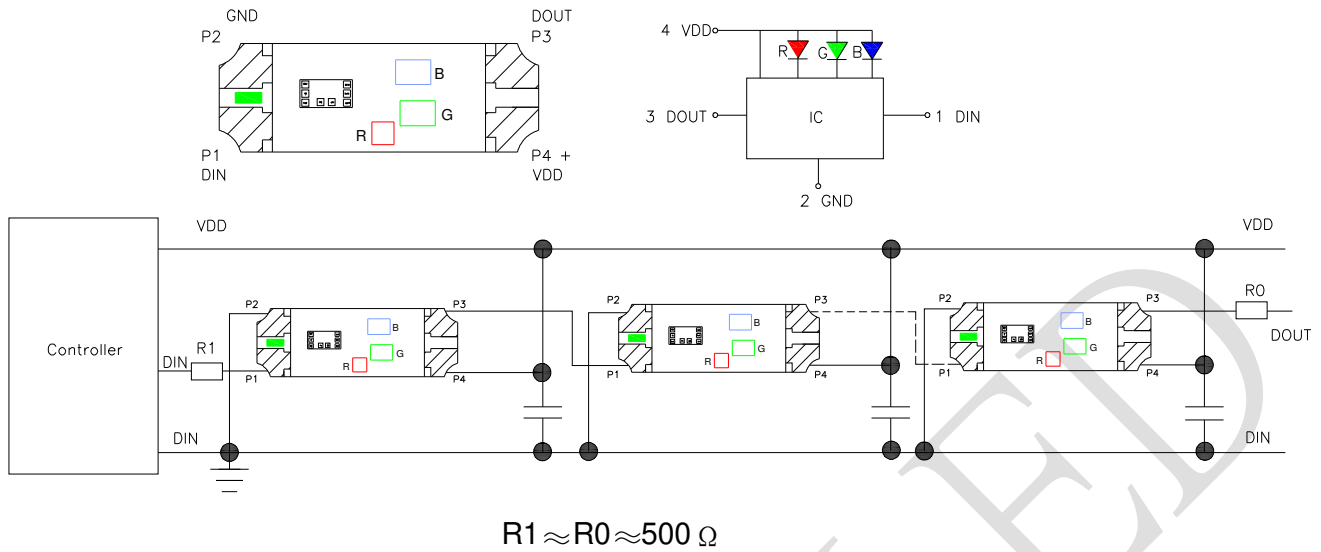 GND
DOUT
P2
P3
B
G
R
P1
P4 +
DIN
VDD
4 VDD
R
G
B
3 DOUT
IC
1 DIN
2 GND
VDD
VDD
Controller
P2
P3
B
G
R
P1
P4
P2
P3
B
G
R
P1
P4
P2
P3
B
G
R
P1
P4
R0
DOUT
DIN
R1
DIN
DIN
R1≈R0≈500 Ω
ED